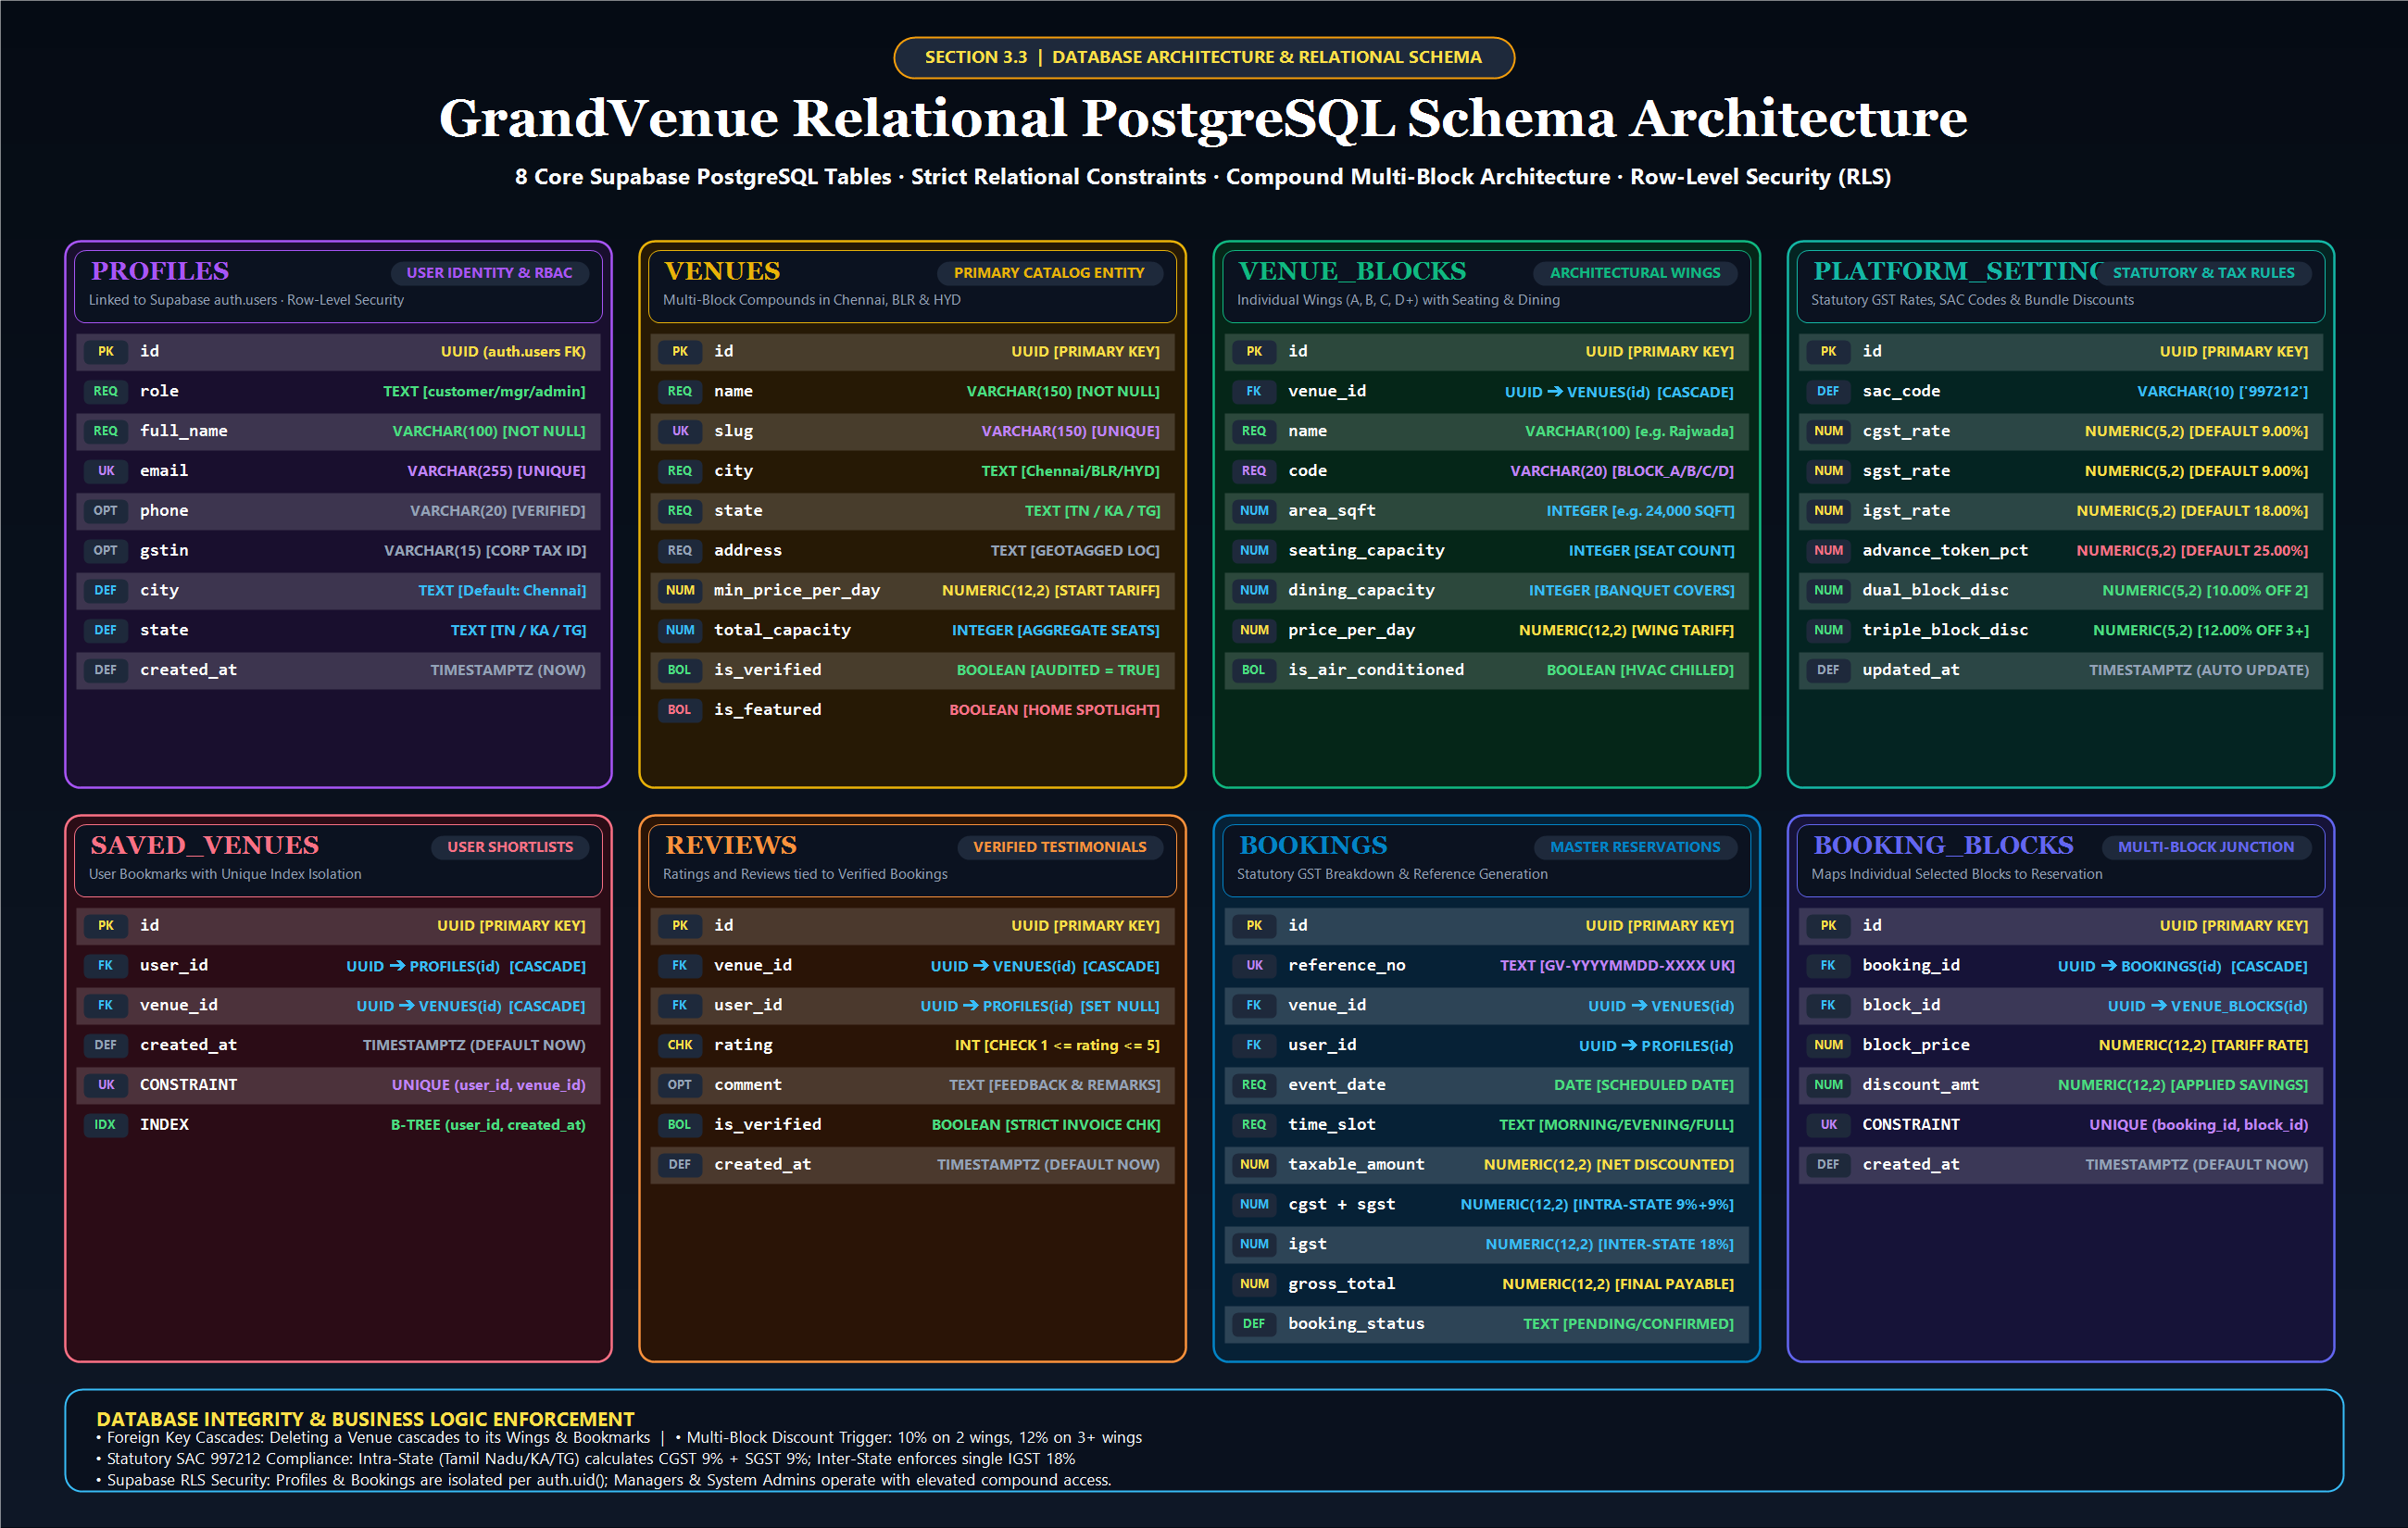 SECTION 3.3 | DATABASE ARCHITECTURE & RELATIONAL SCHEMA
GrandVenue Relational PostgreSQL Schema Architecture
8 Core Supabase PostgreSQL Tables · Strict Relational Constraints · Compound Multi-Block Architecture · Row-Level Security (RLS)
PROFILES USER IDENTITY & RBAC
Linked to Supabase auth.users · Row-Level Security
PK id UUID (auth.users FK)
REQ role TEXT [customer/mgr/admin]
REQ full_name VARCHAR(100) [NOT NULL]
UK email VARCHAR(255) [UNIQUE]
OPT phone VARCHAR(20) [VERIFIED]
OPT gstin VARCHAR(15) [CORP TAX ID]
DEF city TEXT [Default: Chennai]
DEF state TEXT [TN / KA / TG]
DEF created_at TIMESTAMPTZ (NOW)
VENUES PRIMARY CATALOG ENTITY
Multi-Block Compounds in Chennai, BLR & HYD
PK id UUID [PRIMARY KEY]
REQ name VARCHAR(150) [NOT NULL]
UK slug VARCHAR(150) [UNIQUE]
REQ city TEXT [Chennai/BLR/HYD]
REQ state TEXT [TN / KA / TG]
REQ address TEXT [GEOTAGGED LOC]
NUM min_price_per_day NUMERIC(12,2) [START TARIFF]
NUM total_capacity INTEGER [AGGREGATE SEATS]
BOL is_verified BOOLEAN [AUDITED = TRUE]
BOL is_featured BOOLEAN [HOME SPOTLIGHT]
VENUE_BLOCKS ARCHITECTURAL WINGS
Individual Wings (A, B, C, D+) with Seating & Dining
PK id UUID [PRIMARY KEY]
FK venue_id UUID ➔ VENUES(id) [CASCADE]
REQ name VARCHAR(100) [e.g. Rajwada]
REQ code VARCHAR(20) [BLOCK_A/B/C/D]
NUM area_sqft INTEGER [e.g. 24,000 SQFT]
NUM seating_capacity INTEGER [SEAT COUNT]
NUM dining_capacity INTEGER [BANQUET COVERS]
NUM price_per_day NUMERIC(12,2) [WING TARIFF]
BOL is_air_conditioned BOOLEAN [HVAC CHILLED]
PLATFORM_SETTING STATUTORY & TAX RULES
Statutory GST Rates, SAC Codes & Bundle Discounts
PK id UUID [PRIMARY KEY]
DEF sac_code VARCHAR(10) ['997212']
NUM cgst_rate NUMERIC(5,2) [DEFAULT 9.00%]
NUM sgst_rate NUMERIC(5,2) [DEFAULT 9.00%]
NUM igst_rate NUMERIC(5,2) [DEFAULT 18.00%]
NUM advance_token_pct NUMERIC(5,2) [DEFAULT 25.00%]
NUM dual_block_disc NUMERIC(5,2) [10.00% OFF 2]
NUM triple_block_disc NUMERIC(5,2) [12.00% OFF 3+]
DEF updated_at TIMESTAMPTZ (AUTO UPDATE)
SAVED_VENUES USER SHORTLISTS
User Bookmarks with Unique Index Isolation
PK id UUID [PRIMARY KEY]
FK user_id UUID ➔ PROFILES(id) [CASCADE]
FK venue_id UUID ➔ VENUES(id) [CASCADE]
DEF created_at TIMESTAMPTZ (DEFAULT NOW)
UK CONSTRAINT UNIQUE (user_id, venue_id)
IDX INDEX B-TREE (user_id, created_at)
REVIEWS VERIFIED TESTIMONIALS
Ratings and Reviews tied to Verified Bookings
PK id UUID [PRIMARY KEY]
FK venue_id UUID ➔ VENUES(id) [CASCADE]
FK user_id UUID ➔ PROFILES(id) [SET NULL]
CHK rating INT [CHECK 1 <= rating <= 5]
OPT comment TEXT [FEEDBACK & REMARKS]
BOL is_verified BOOLEAN [STRICT INVOICE CHK]
DEF created_at TIMESTAMPTZ (DEFAULT NOW)
BOOKINGS MASTER RESERVATIONS
Statutory GST Breakdown & Reference Generation
PK id UUID [PRIMARY KEY]
UK reference_no TEXT [GV-YYYYMMDD-XXXX UK]
FK venue_id UUID ➔ VENUES(id)
FK user_id UUID ➔ PROFILES(id)
REQ event_date DATE [SCHEDULED DATE]
REQ time_slot TEXT [MORNING/EVENING/FULL]
NUM taxable_amount NUMERIC(12,2) [NET DISCOUNTED]
NUM cgst + sgst NUMERIC(12,2) [INTRA-STATE 9%+9%]
NUM igst NUMERIC(12,2) [INTER-STATE 18%]
NUM gross_total NUMERIC(12,2) [FINAL PAYABLE]
DEF booking_status TEXT [PENDING/CONFIRMED]
BOOKING_BLOCKS MULTI-BLOCK JUNCTION
Maps Individual Selected Blocks to Reservation
PK id UUID [PRIMARY KEY]
FK booking_id UUID ➔ BOOKINGS(id) [CASCADE]
FK block_id UUID ➔ VENUE_BLOCKS(id)
NUM block_price NUMERIC(12,2) [TARIFF RATE]
NUM discount_amt NUMERIC(12,2) [APPLIED SAVINGS]
UK CONSTRAINT UNIQUE (booking_id, block_id)
DEF created_at TIMESTAMPTZ (DEFAULT NOW)
DATABASE INTEGRITY & BUSINESS LOGIC ENFORCEMENT
• Foreign Key Cascades: Deleting a Venue cascades to its Wings & Bookmarks | • Multi-Block Discount Trigger: 10% on 2 wings, 12% on 3+ wings
• Statutory SAC 997212 Compliance: Intra-State (Tamil Nadu/KA/TG) calculates CGST 9% + SGST 9%; Inter-State enforces single IGST 18%
• Supabase RLS Security: Profiles & Bookings are isolated per auth.uid(); Managers & System Admins operate with elevated compound access.